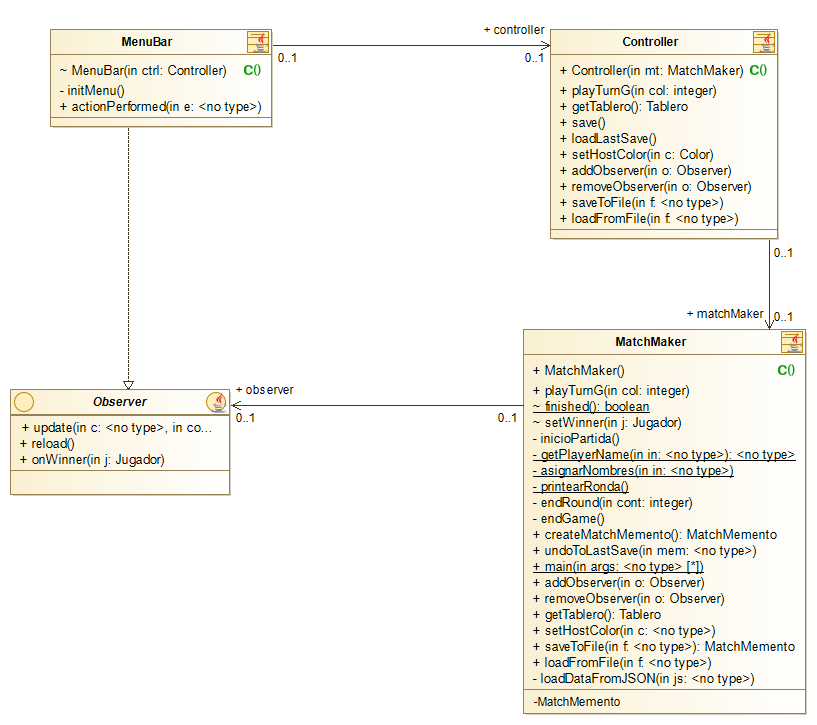 MenuBar
~ MenuBar(in ctrl: Controller) C()
- initMenu()
+ actionPerformed(in e: <no type>)
+ controller
0..1
0..1
Controller
+ Controller(in mt: MatchMaker) C()
+ playTurnG(in col: integer)
+ getTablero(): Tablero
+ save()
+ loadLastSave()
+ setHostColor(in c: Color)
+ addObserver(in o: Observer)
+ removeObserver(in o: Observer)
+ saveToFile(in f: <no type>)
+ loadFromFile(in f: <no type>)
0..1
+ matchMaker
0..1
Observer
+ update(in c: <no type>, in co...
+ reload()
+ onWinner(in j: Jugador)
+ observer
0..1
0..1
MatchMaker
+ MatchMaker() C()
+ playTurnG(in col: integer)
~ finished(): boolean
~ setWinner(in j: Jugador)
- inicioPartida()
- getPlayerName(in in: <no type>): <no type>
- asignarNombres(in in: <no type>)
- printearRonda()
- endRound(in cont: integer)
- endGame()
+ createMatchMemento(): MatchMemento
+ undoToLastSave(in mem: <no type>)
+ main(in args: <no type> [*])
+ addObserver(in o: Observer)
+ removeObserver(in o: Observer)
+ getTablero(): Tablero
+ setHostColor(in c: <no type>)
+ saveToFile(in f: <no type>): MatchMemento
+ loadFromFile(in f: <no type>)
- loadDataFromJSON(in js: <no type>)
-MatchMemento